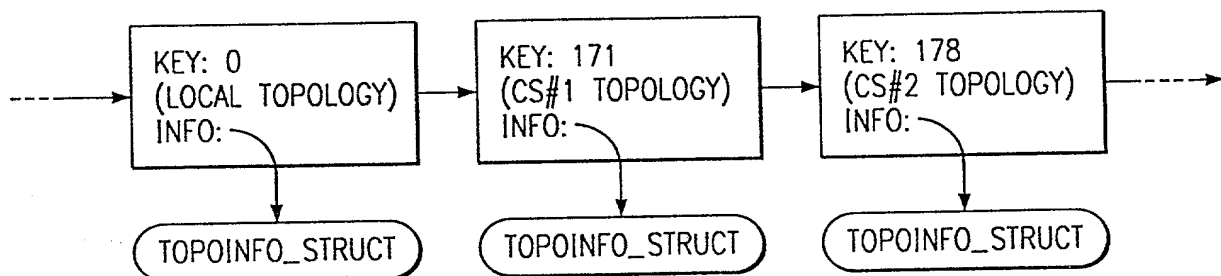 KEY: 0
(LOCAL TOPOLOGY)
INFO:
KEY: 171
(CS#1 TOPOLOGY)
INFO:
KEY: 178
(CS#2 TOPOLOGY)
INFO:
TOPOINFO_STRUCT
TOPOINFO_STRUCT
TOPOINFO_STRUCT